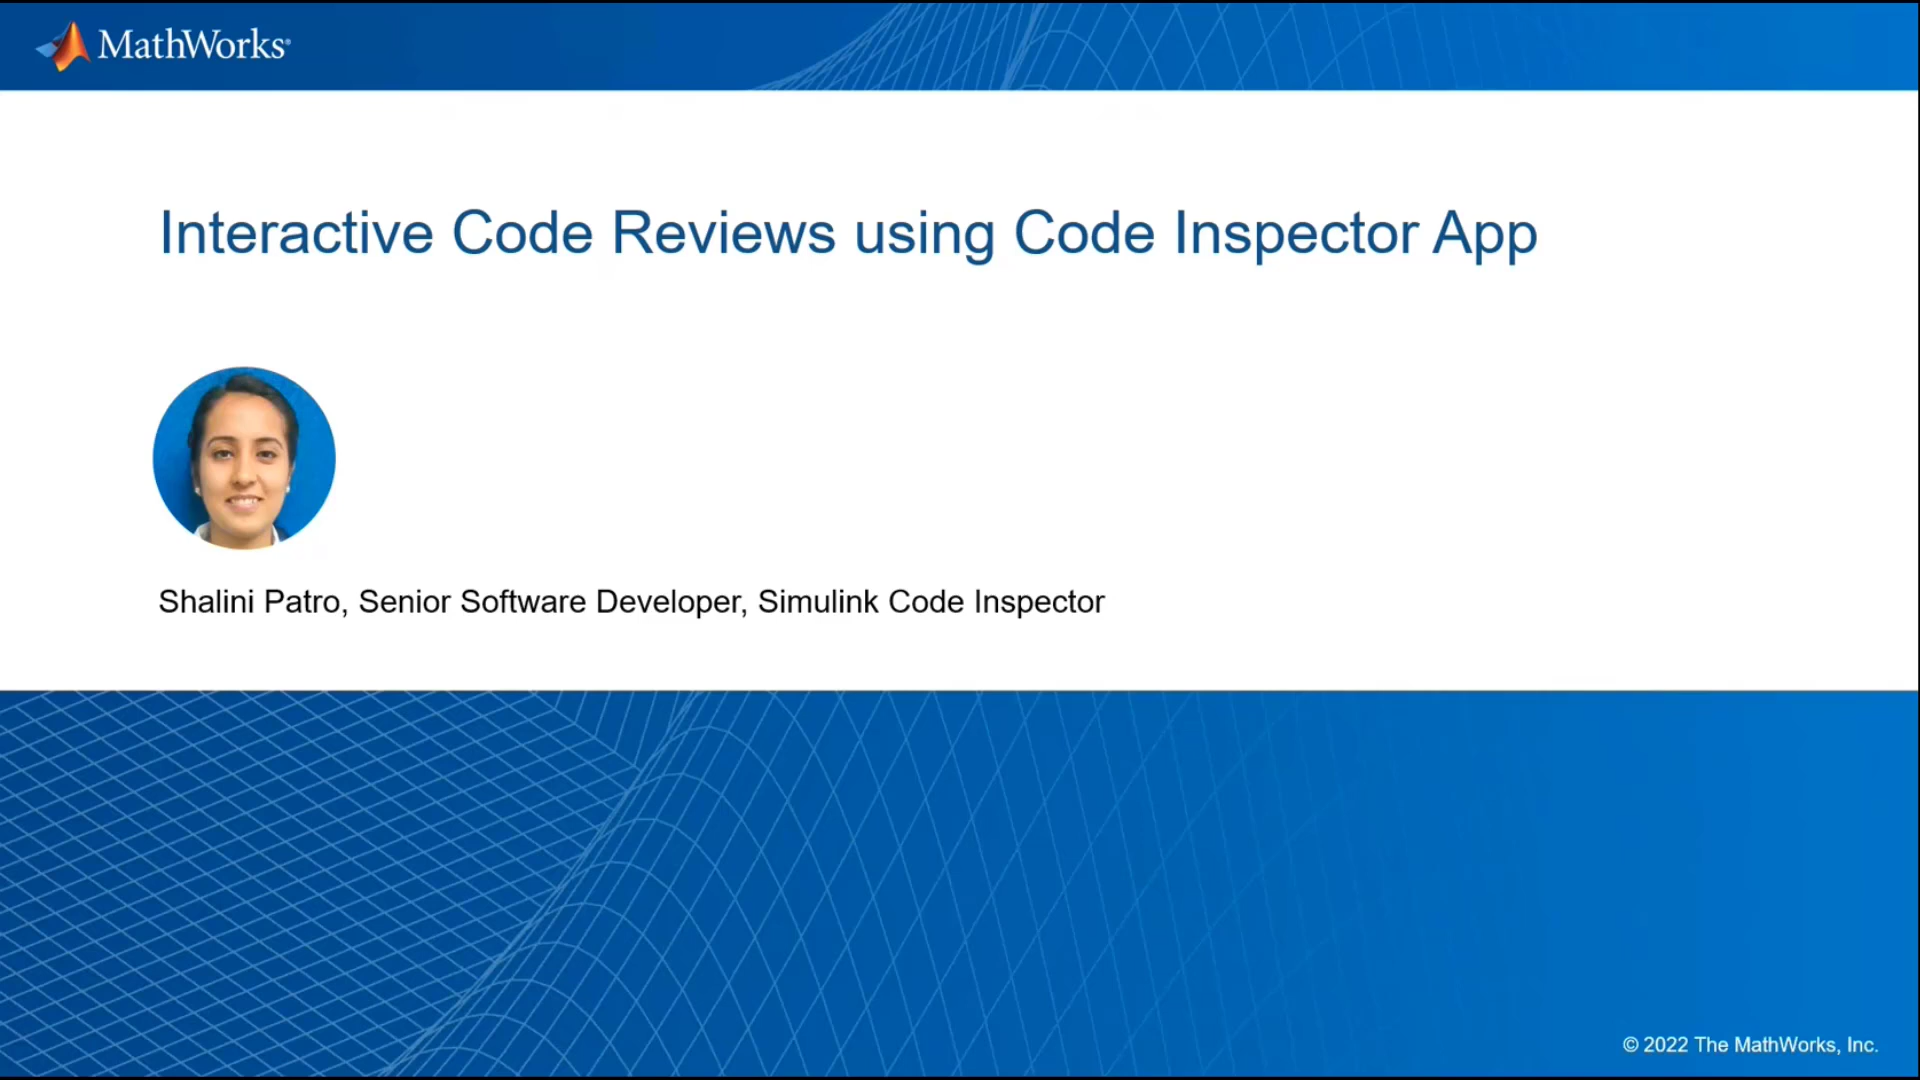 MathWorks®
Interactive Code Reviews using Code Inspector App
Shalini Patro, Senior Software Developer, Simulink Code Inspector
© 2022 The MathWorks, Inc.